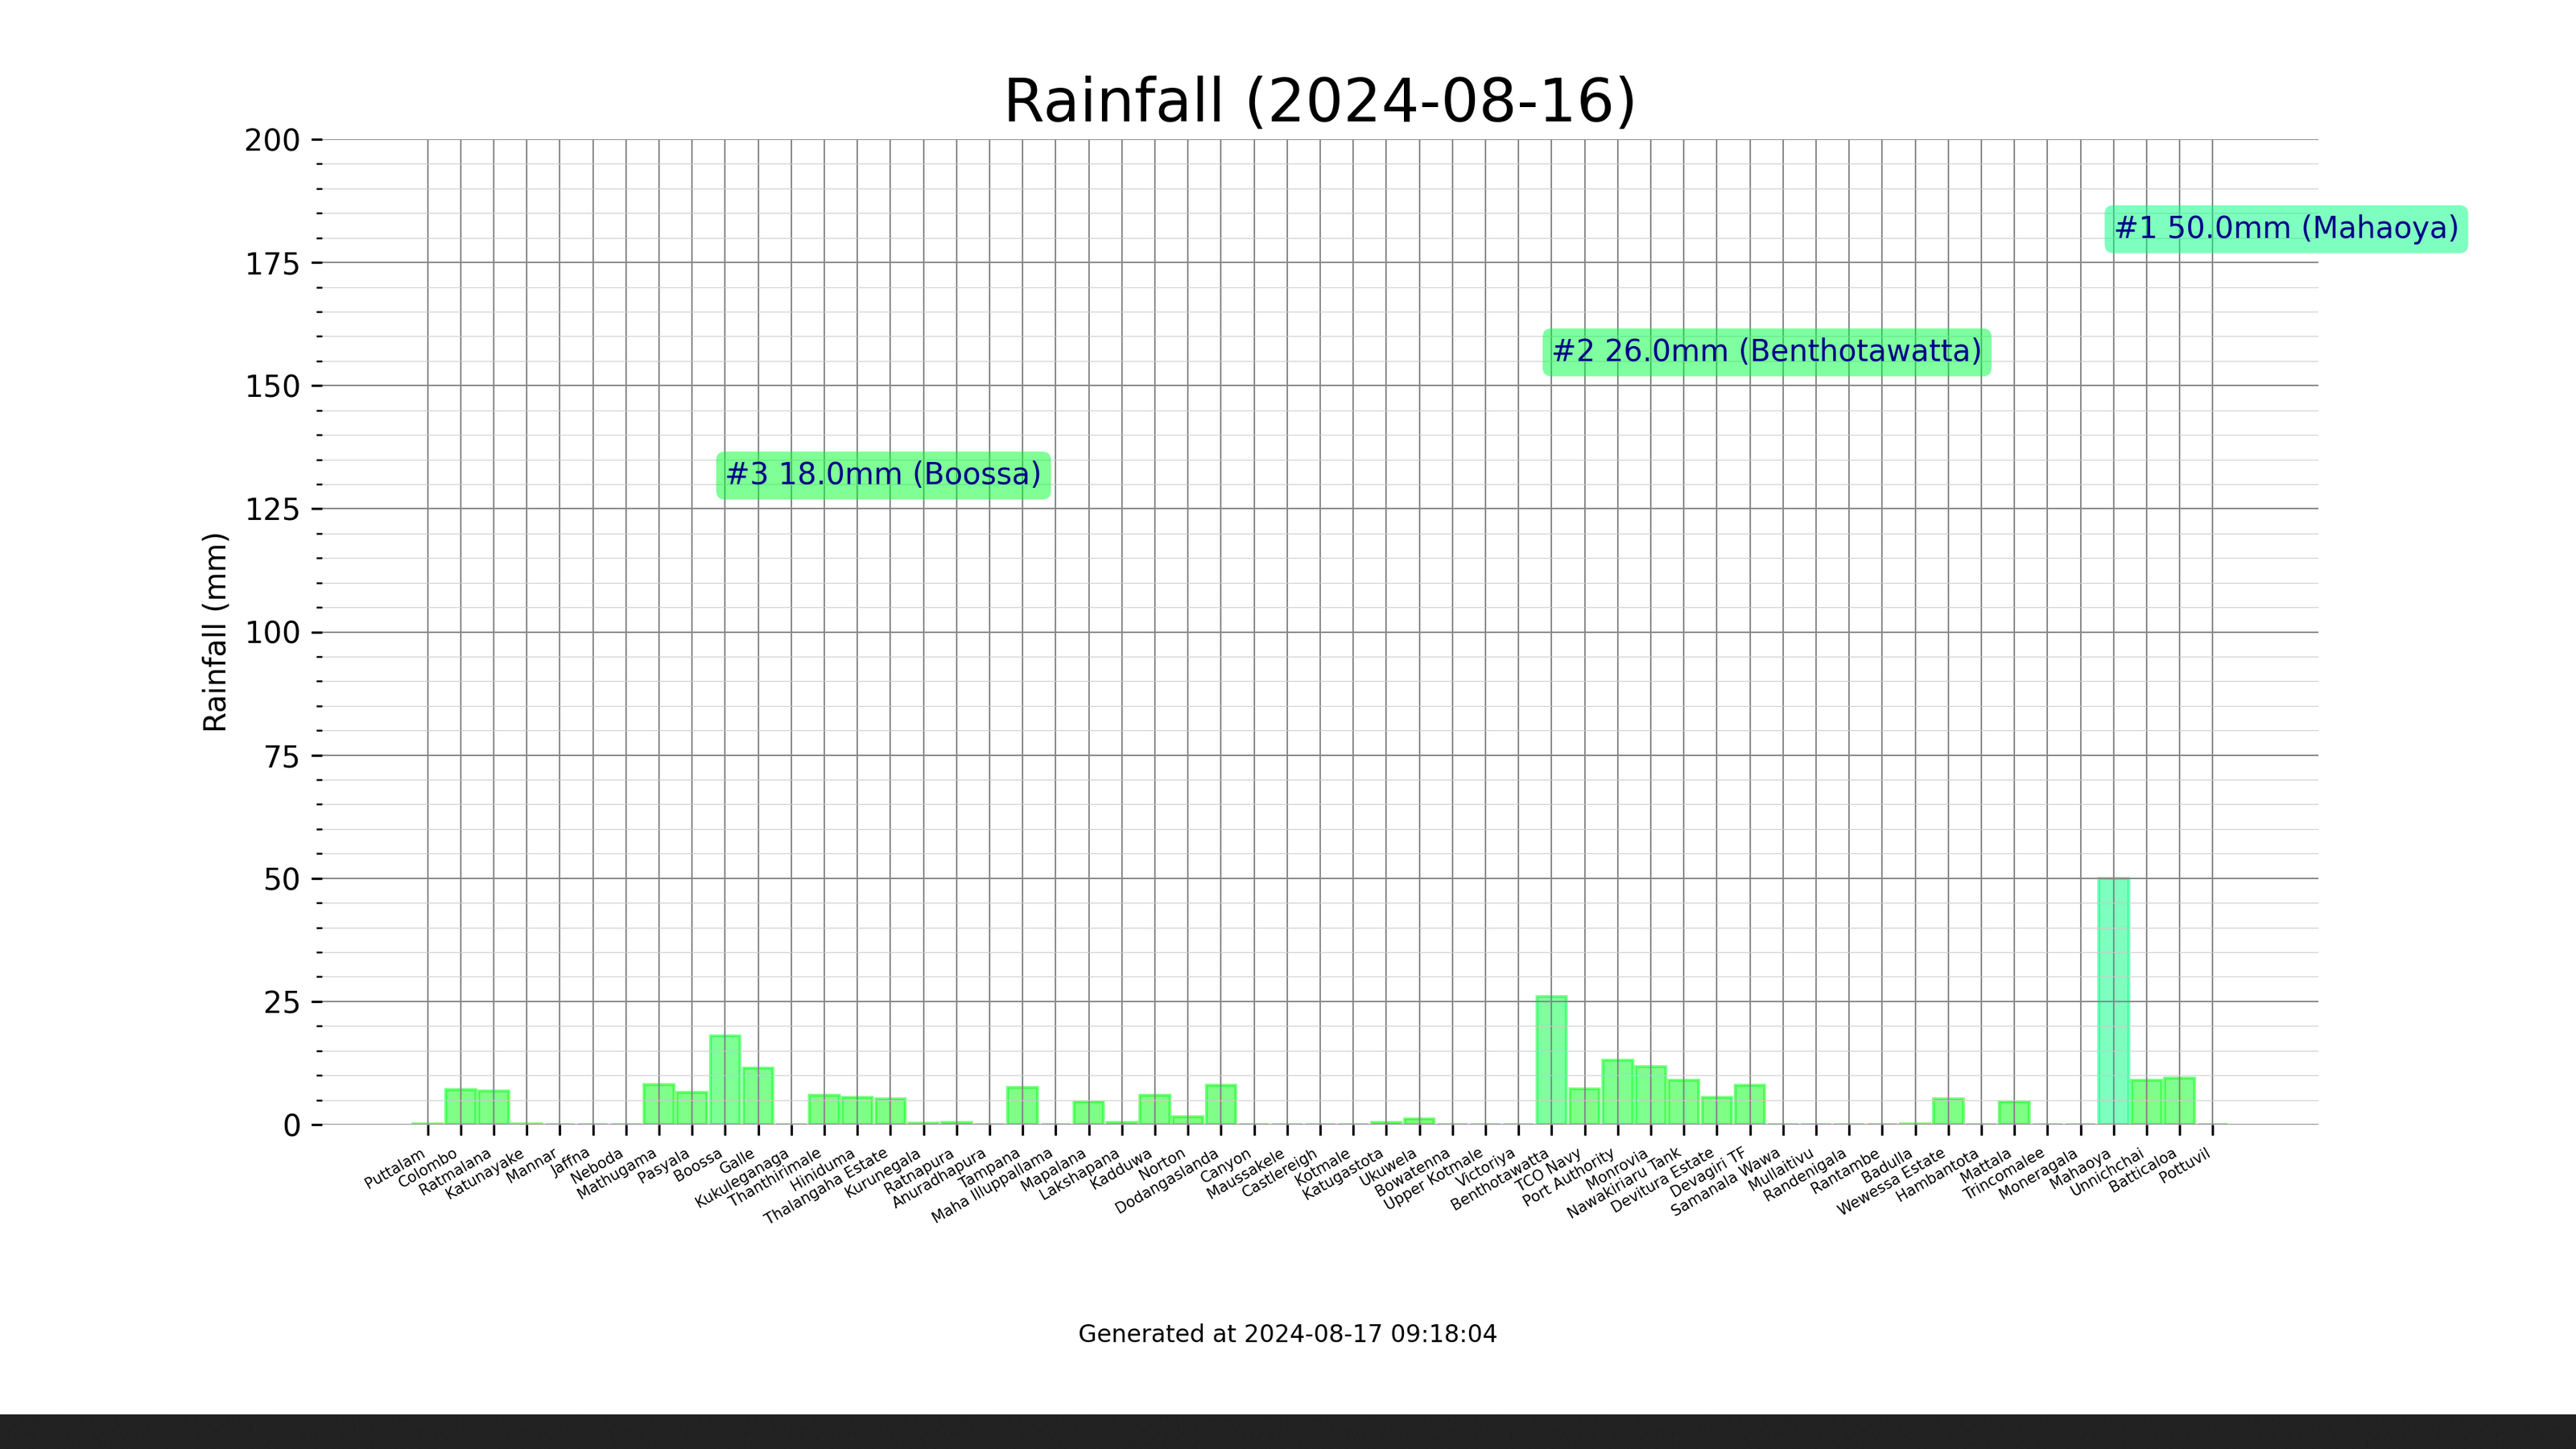 Rainfall (2024-08-16)
200
175
150
125
100
75
50
25
0
Rainfall (mm)
#1 50.0mm (Mahaoya)
#2 26.0mm (Benthotawatta)
#3 18.0mm (Boossa)
Puttalam
Colombo
Ratmalana
Katunayake
Mannar
Jaffna
Neboda
Mathugama
Pasyala
Boossa
Galle
Kukuleganaga
Thanthirimale
Hiniduma
Thalangaha Estate
Kurunegala
Ratnapura
Anuradhapura
Tampana
Maha Illuppallama
Mapalana
Lakshapana
Kadduwa
Norton
Dodangaslanda
Canyon
Maussakele
Castlereigh
Kotmale
Katugastota
Ukuwela
Bowatenna
Upper Kotmale
Victoriya
Benthotawatta
TCO Navy
Port Authority
Monrovia
Nawakiriaru Tank
Devitura Estate
Devagiri TF
Samanala Wawa
Mullaitivu
Randenigala
Rantambe
Badulla
Wewessa Estate
Hambantota
Mattala
Trincomalee
Moneragala
Mahaoya
Unnichchai
Batticaloa
Pottuvil
Generated at 2024-08-17 09:18:04